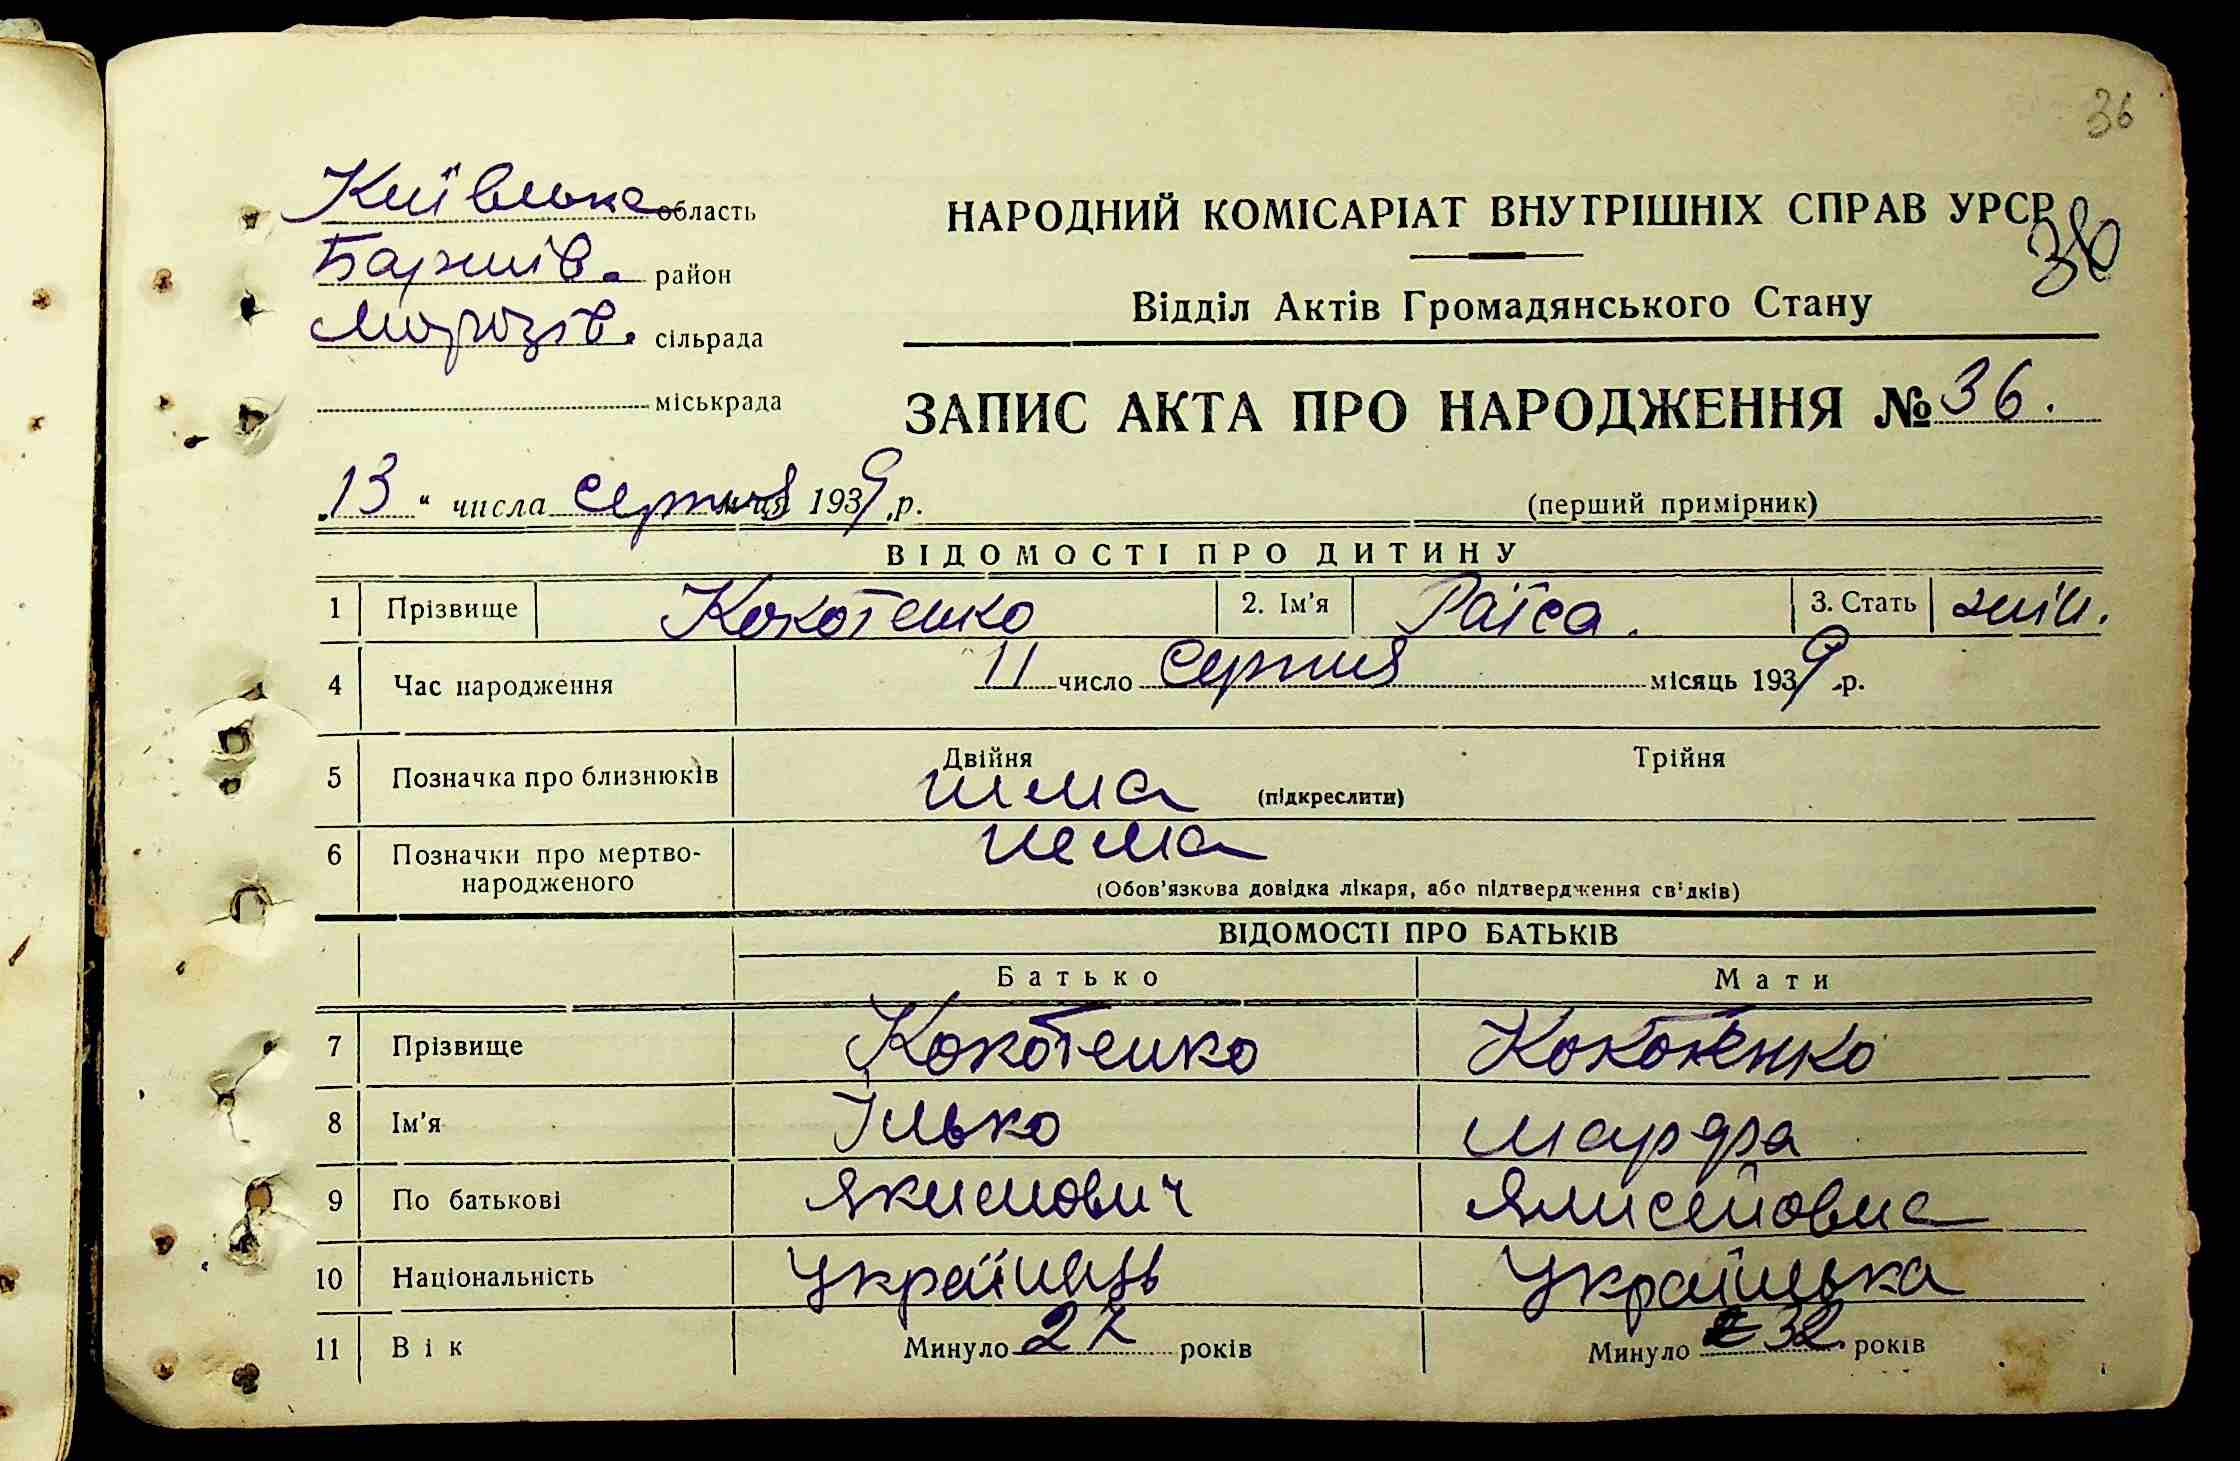 36
Київська область
НАРОДНИЙ КОМІСАРІАТ ВНУТРІШНІХ СПРАВ УРСР
Баришів. район
Відділ Актів Громадянського Стану
Морозів. сільрада
міськрада
ЗАПИС АКТА ПРО НАРОДЖЕННЯ № 36.
„13“ числа серпня м-ця 1939 р.
(перший примірник)
ВІДОМОСТІ ПРО ДИТИНУ
1 Прізвище Кокотенко 2. Ім'я Раїса. 3. Стать жін.
4 Час народження 11 число серпня місяць 1939 р.
5 Позначка про близнюків Двійня Трійня
нема (підкреслити)
6 Позначки про мертво-
народженого нема
(Обов'язкова довідка лікаря, або підтвердження свідків)
ВІДОМОСТІ ПРО БАТЬКІВ
Батько Мати
7 Прізвище Кокотенко Кокотенко
8 Ім'я Ілько Марфа
9 По батькові Якимович Ялисейовна
10 Національність Українець Українька
11 Вік Минуло 27 років Минуло 32 років